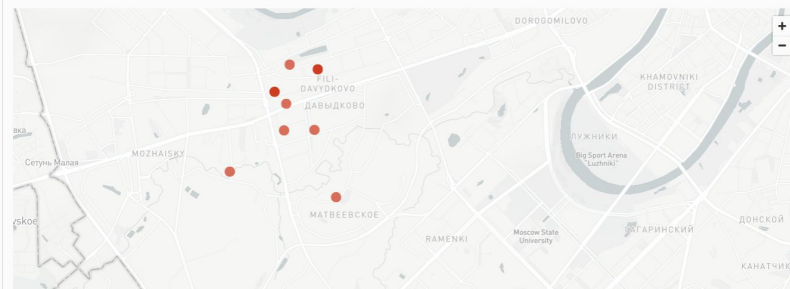 DOROGOMILOVO
+
−
KHAMOVNIKI
DISTRICT
FILI-
DAVYDKOVO
ДАВЫДКОВО
ЛУЖНИКИ
MOZHAISKY
Big Sport Arena
"Luzhniki"
Сетунь Малая
МАТВЕЕВСКОЕ
ДОНСКОЙ
Moscow State
University
ГАГАРИНСКИЙ
RAMENKI
КАНАТЧИК